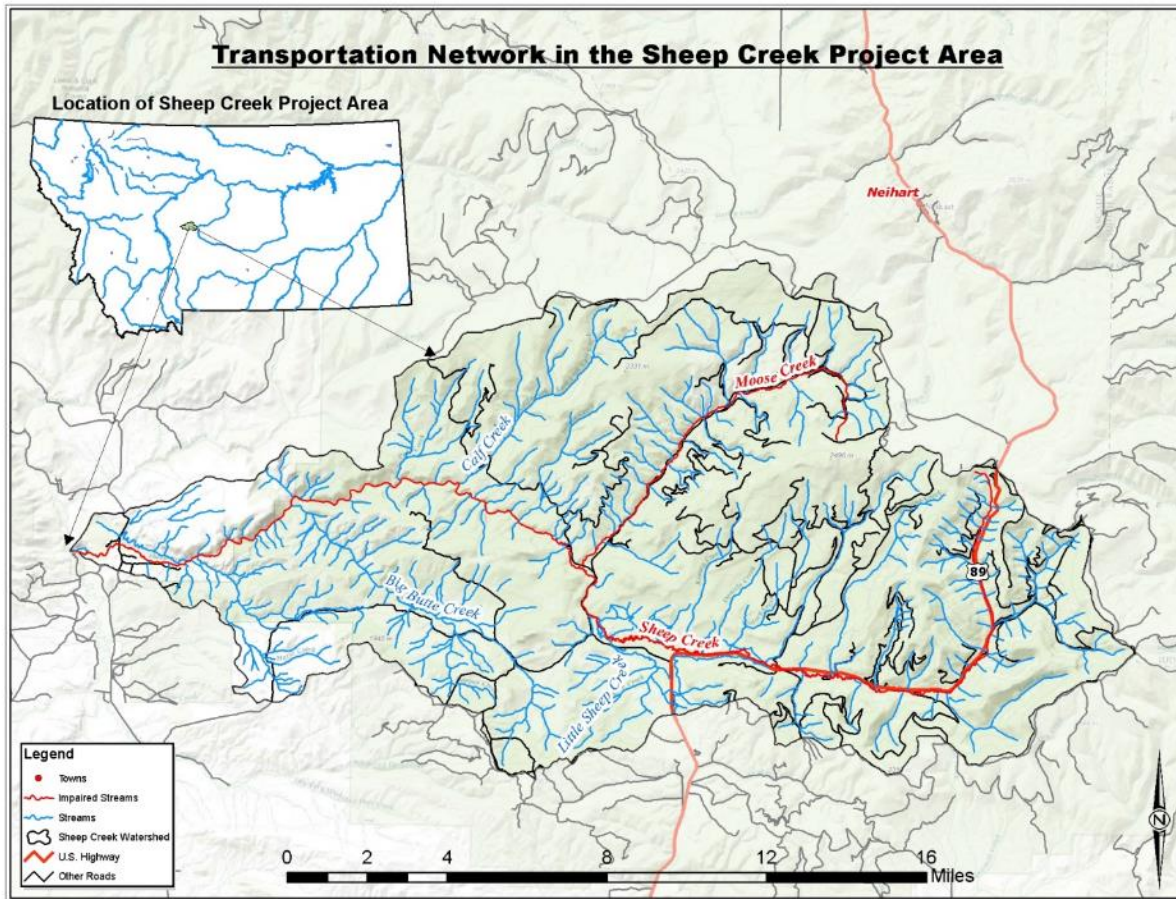 Transportation Network in the Sheep Creek Project Area
Location of Sheep Creek Project Area
Neihart
Moose Creek
Calf Creek
89
Big Butte Creek
Sheep Creek
Little Sheep Creek
Legend
Towns
Impaired Streams
Streams
Sheep Creek Watershed
U.S. Highway
Other Roads
0 2 4 8 12 16
Miles
N